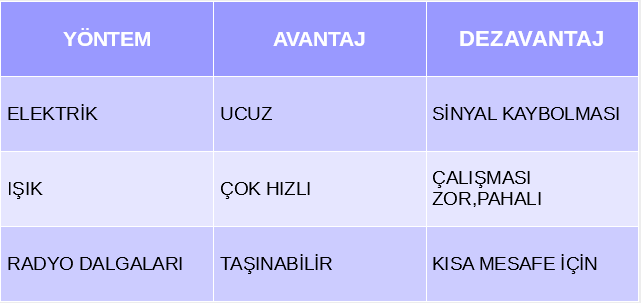 YÖNTEM AVANTAJ DEZAVANTAJ
ELEKTRİK UCUZ SİNYAL KAYBOLMASI
IŞIK ÇOK HIZLI ÇALIŞMASI
ZOR,PAHALI
RADYO DALGALARI TAŞINABİLİR KISA MESAFE İÇİN